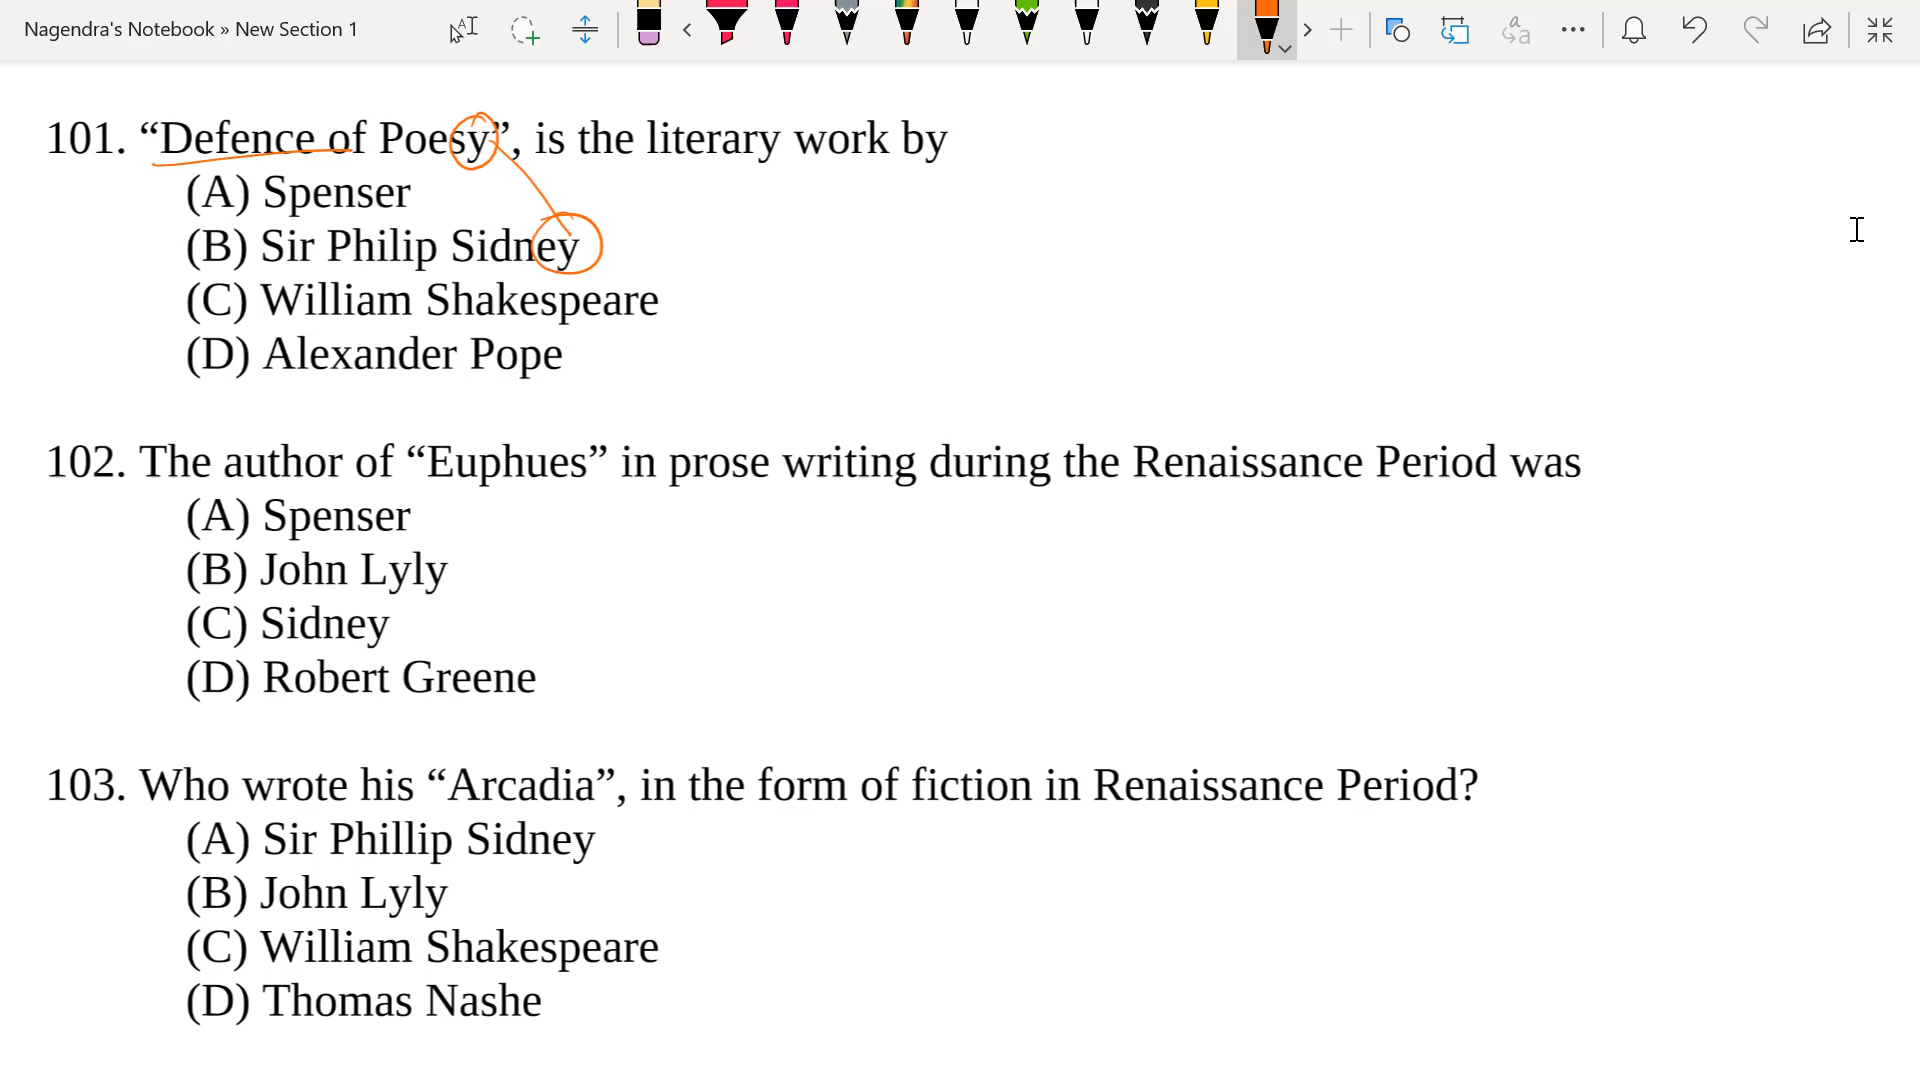 Nagendra's Notebook » New Section 1
101. “Defence of Poesy”, is the literary work by
(A) Spenser
(B) Sir Philip Sidney
(C) William Shakespeare
(D) Alexander Pope
102. The author of “Euphues” in prose writing during the Renaissance Period was
(A) Spenser
(B) John Lyly
(C) Sidney
(D) Robert Greene
103. Who wrote his “Arcadia”, in the form of fiction in Renaissance Period?
(A) Sir Phillip Sidney
(B) John Lyly
(C) William Shakespeare
(D) Thomas Nashe